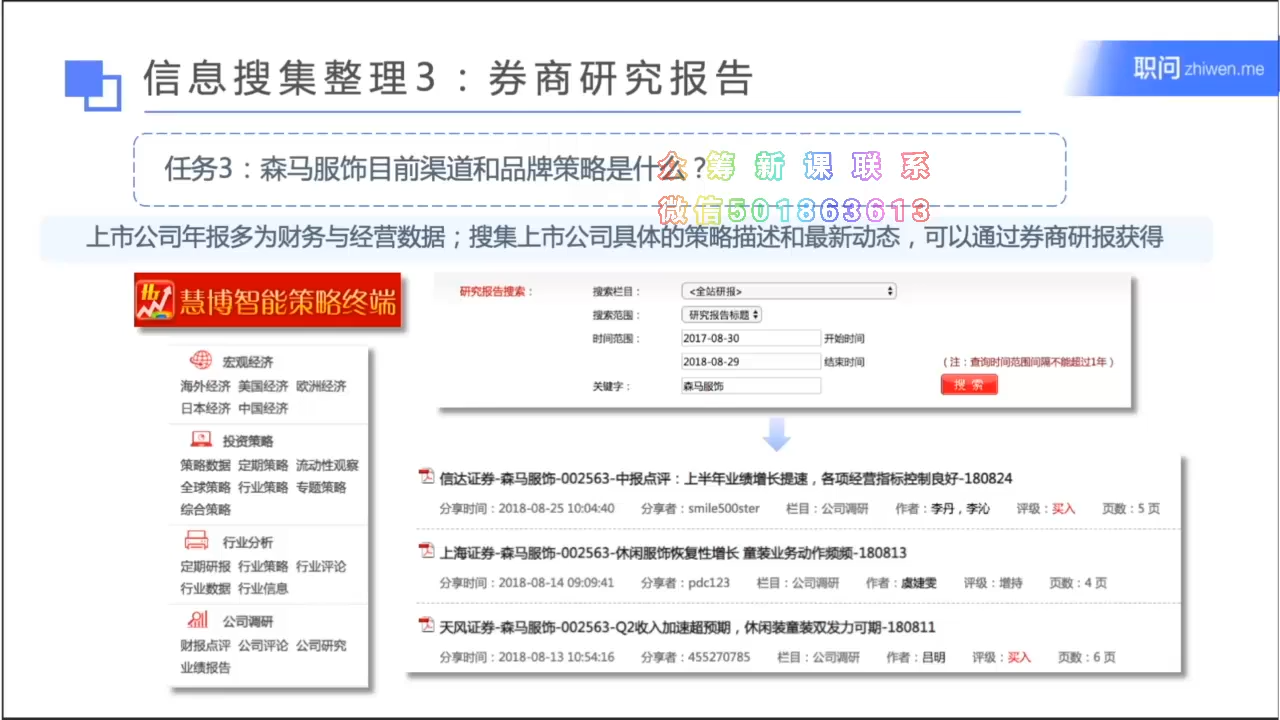 信息搜集整理3：券商研究报告
职问 zhiwen.me
任务3：森马服饰目前渠道和品牌策略是什么？
众筹新课联系
微信501863613
上市公司年报多为财务与经营数据；搜集上市公司具体的策略描述和最新动态，可以通过券商研报获得
慧博智能策略终端
宏观经济
海外经济 美国经济 欧洲经济
日本经济 中国经济
投资策略
策略数据 定期策略 流动性观察
全球策略 行业策略 专题策略
综合策略
行业分析
定期研报 行业策略 行业评论
行业数据 行业信息
公司调研
财报点评 公司评论 公司研究
业绩报告
研究报告搜索：
搜索栏目： <全站研报>
搜索范围： 研究报告标题
时间范围： 2017-08-30 开始时间
2018-08-29 结束时间 （注：查询时间范围间隔不能超过1年）
关键字： 森马服饰 搜 索
信达证券-森马服饰-002563-中报点评：上半年业绩增长提速，各项经营指标控制良好-180824
分享时间：2018-08-25 10:04:40 分享者：smile500ster 栏目：公司调研 作者：李丹，李沁 评级：买入 页数：5 页
上海证券-森马服饰-002563-休闲服饰恢复性增长 童装业务动作频频-180813
分享时间：2018-08-14 09:09:41 分享者：pdc123 栏目：公司调研 作者：虞婕雯 评级：增持 页数：4 页
天风证券-森马服饰-002563-Q2收入加速超预期，休闲装童装双发力可期-180811
分享时间：2018-08-13 10:54:16 分享者：455270785 栏目：公司调研 作者：吕明 评级：买入 页数：6 页